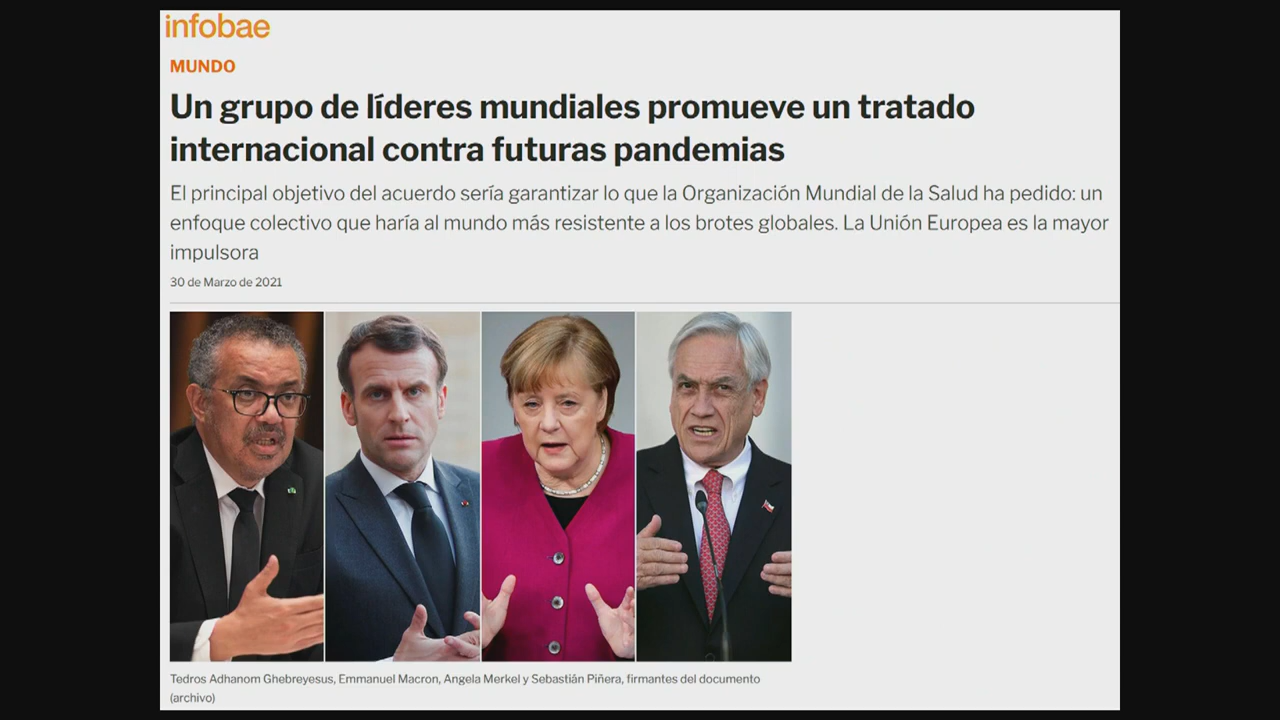 infobae
MUNDO
Un grupo de líderes mundiales promueve un tratado
internacional contra futuras pandemias
El principal objetivo del acuerdo sería garantizar lo que la Organización Mundial de la Salud ha pedido: un
enfoque colectivo que haría al mundo más resistente a los brotes globales. La Unión Europea es la mayor
impulsora
30 de Marzo de 2021
Tedros Adhanom Ghebreyesus, Emmanuel Macron, Angela Merkel y Sebastián Piñera, firmantes del documento
(archivo)